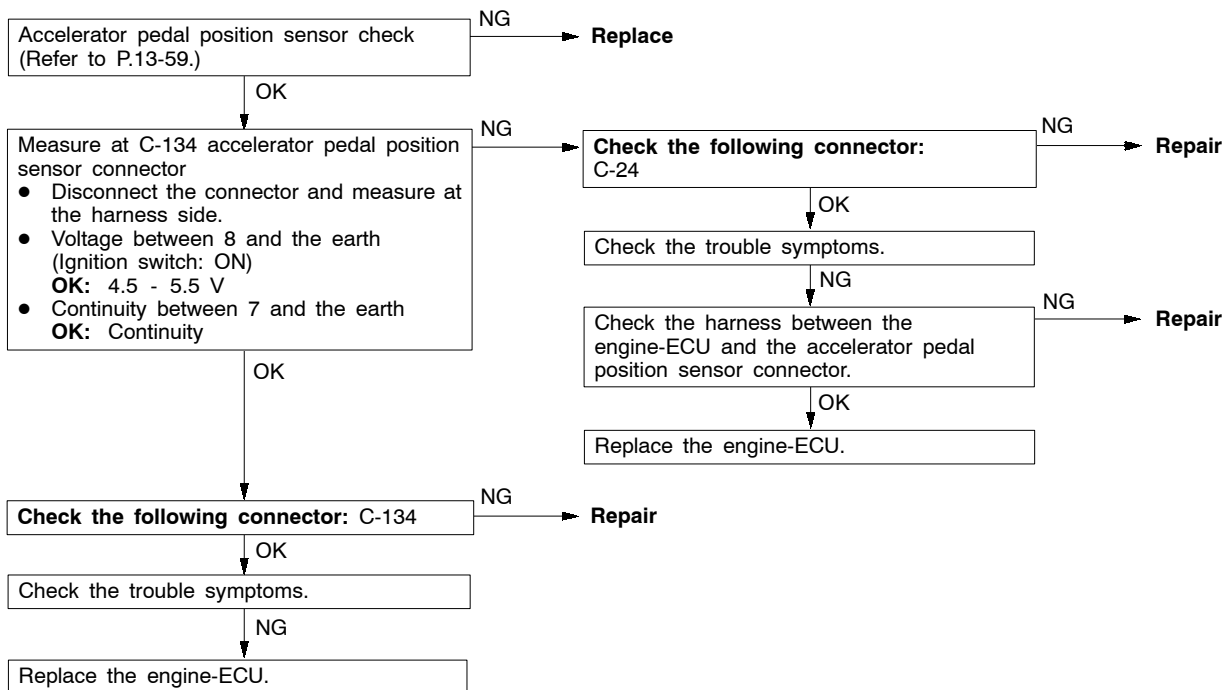 Accelerator pedal position sensor check
(Refer to P.13-59.)
NG
Replace
OK
Measure at C-134 accelerator pedal position
sensor connector
● Disconnect the connector and measure at
the harness side.
● Voltage between 8 and the earth
(Ignition switch: ON)
OK: 4.5 - 5.5 V
● Continuity between 7 and the earth
OK: Continuity
NG
Check the following connector:
C-24
NG
Repair
OK
Check the trouble symptoms.
NG
Check the harness between the
engine-ECU and the accelerator pedal
position sensor connector.
NG
Repair
OK
Replace the engine-ECU.
OK
Check the following connector: C-134
NG
Repair
OK
Check the trouble symptoms.
NG
Replace the engine-ECU.